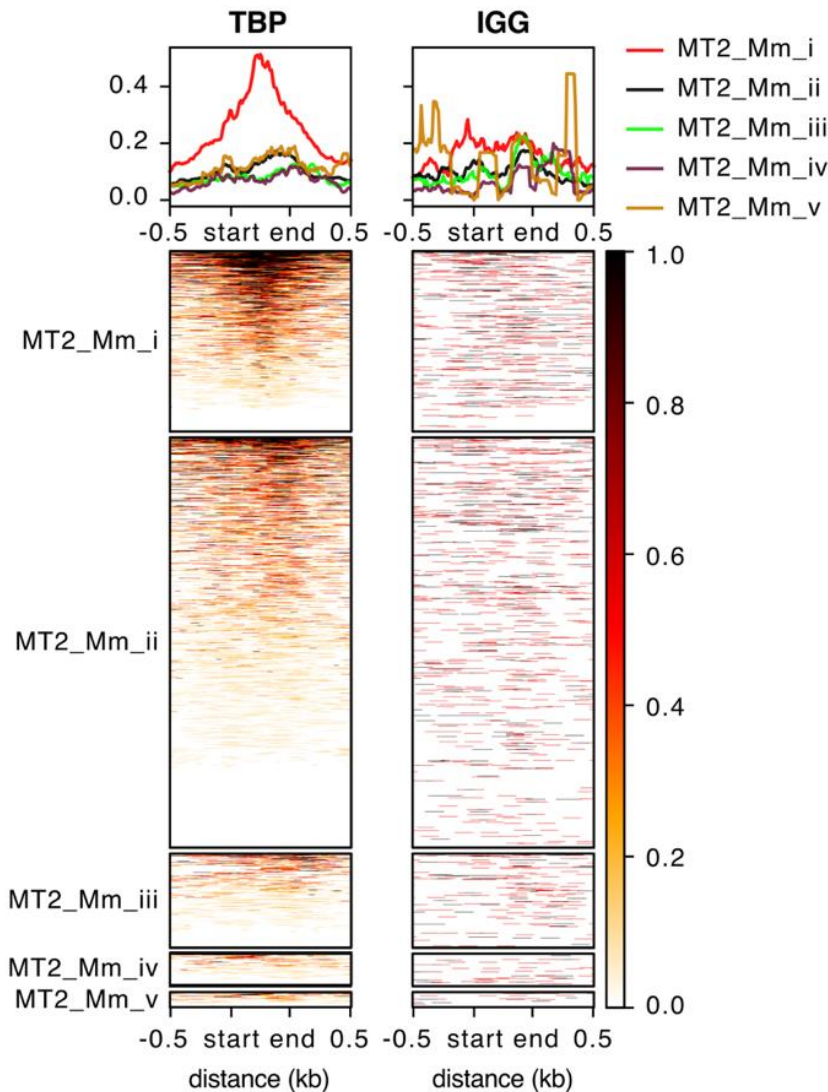 TBP IGG
0.4
0.2
0.0
-0.5 start end 0.5
-0.5 start end 0.5
MT2_Mm_i
MT2_Mm_ii
MT2_Mm_iii
MT2_Mm_iv
MT2_Mm_v
MT2_Mm_i
MT2_Mm_ii
MT2_Mm_iii
MT2_Mm_iv
MT2_Mm_v
1.0
0.8
0.6
0.4
0.2
0.0
-0.5 start end 0.5
-0.5 start end 0.5
distance (kb)
distance (kb)